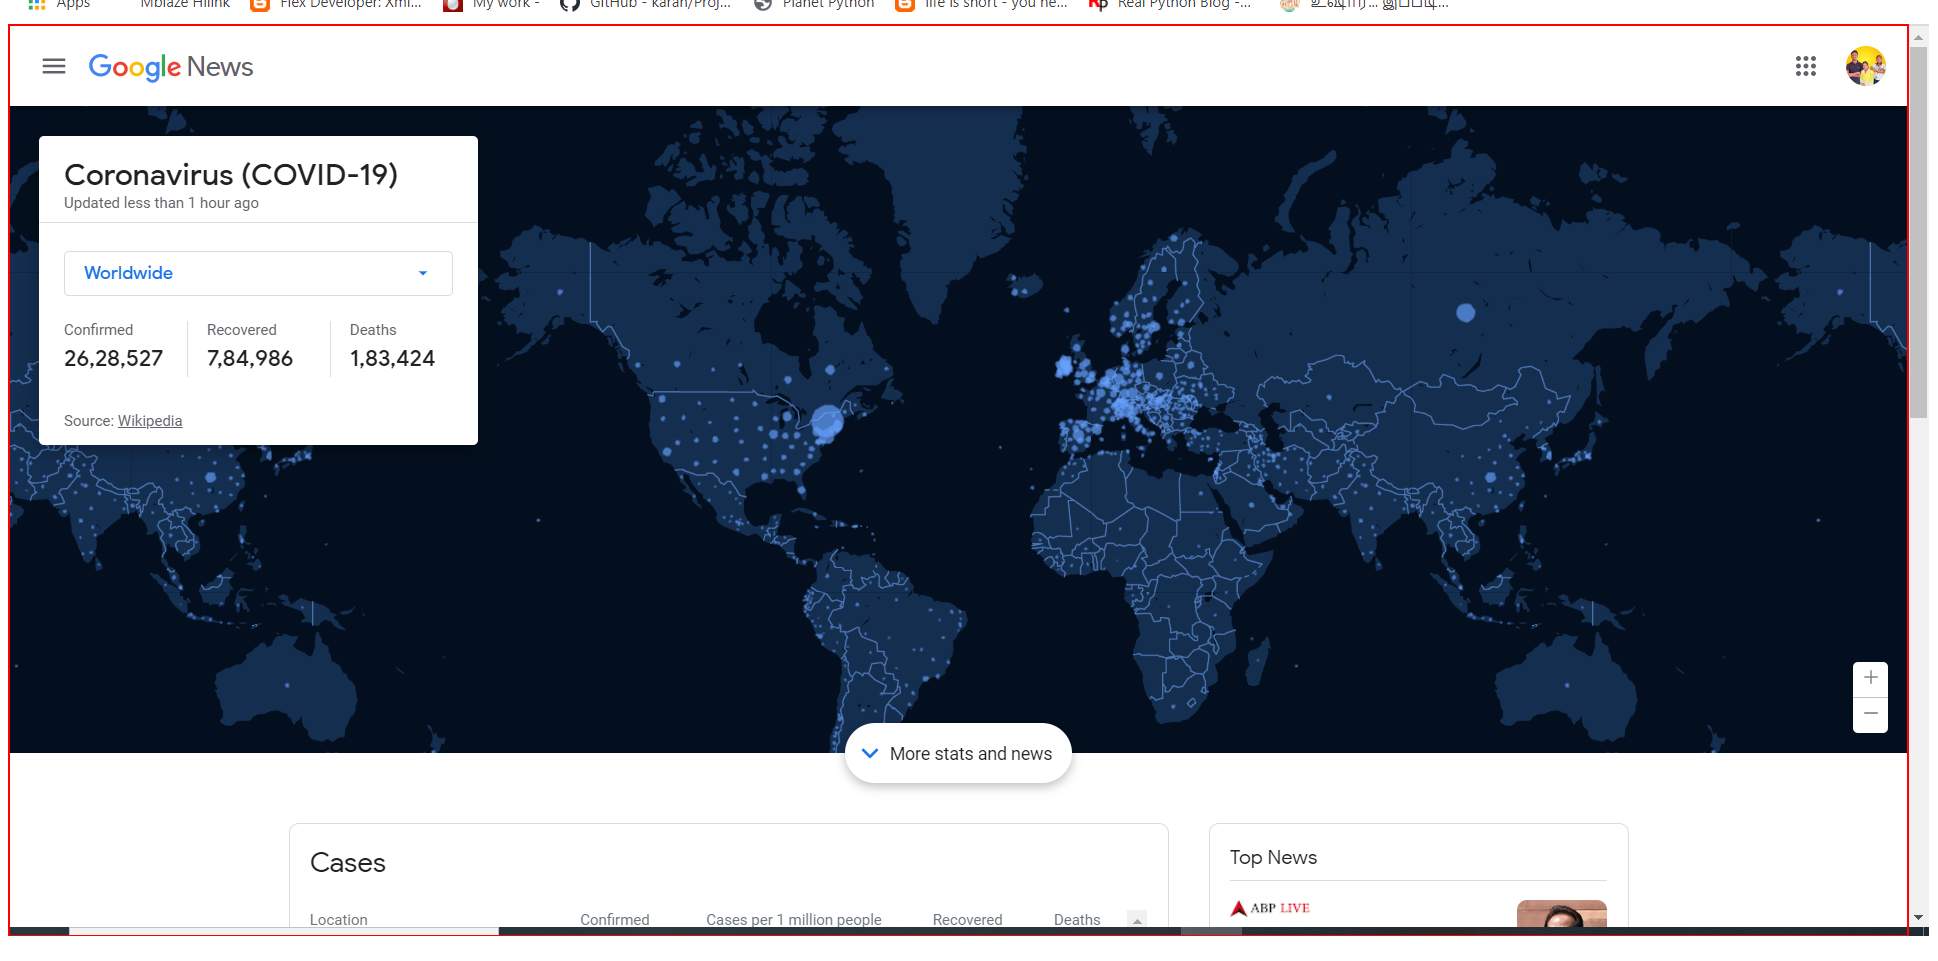 Apps Mblaze Hilink Flex Developer: Xml... My work - GitHub - karan/Proj... Planet Python life is short - you ne... Real Python Blog -... உஷார்... இப்படி...
Google News
Coronavirus (COVID-19)
Updated less than 1 hour ago
Worldwide
Confirmed Recovered Deaths
26,28,527 7,84,986 1,83,424
Source: Wikipedia
More stats and news
Cases
Location Confirmed Cases per 1 million people Recovered Deaths
Top News
ABP LIVE